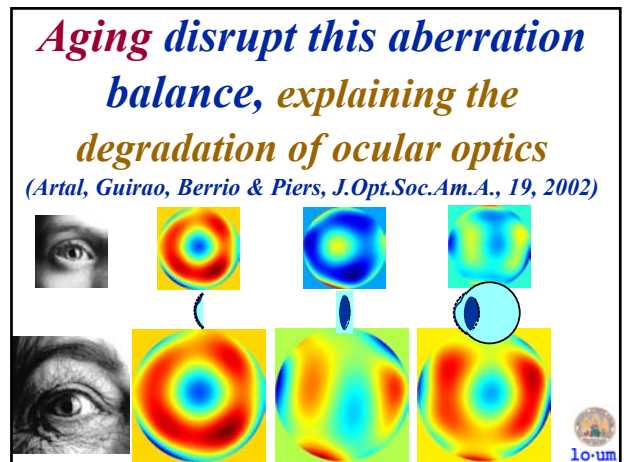 Aging disrupt this aberration
balance, explaining the
degradation of ocular optics
(Artal, Guirao, Berrio & Piers, J.Opt.Soc.Am.A., 19, 2002)
lo·um